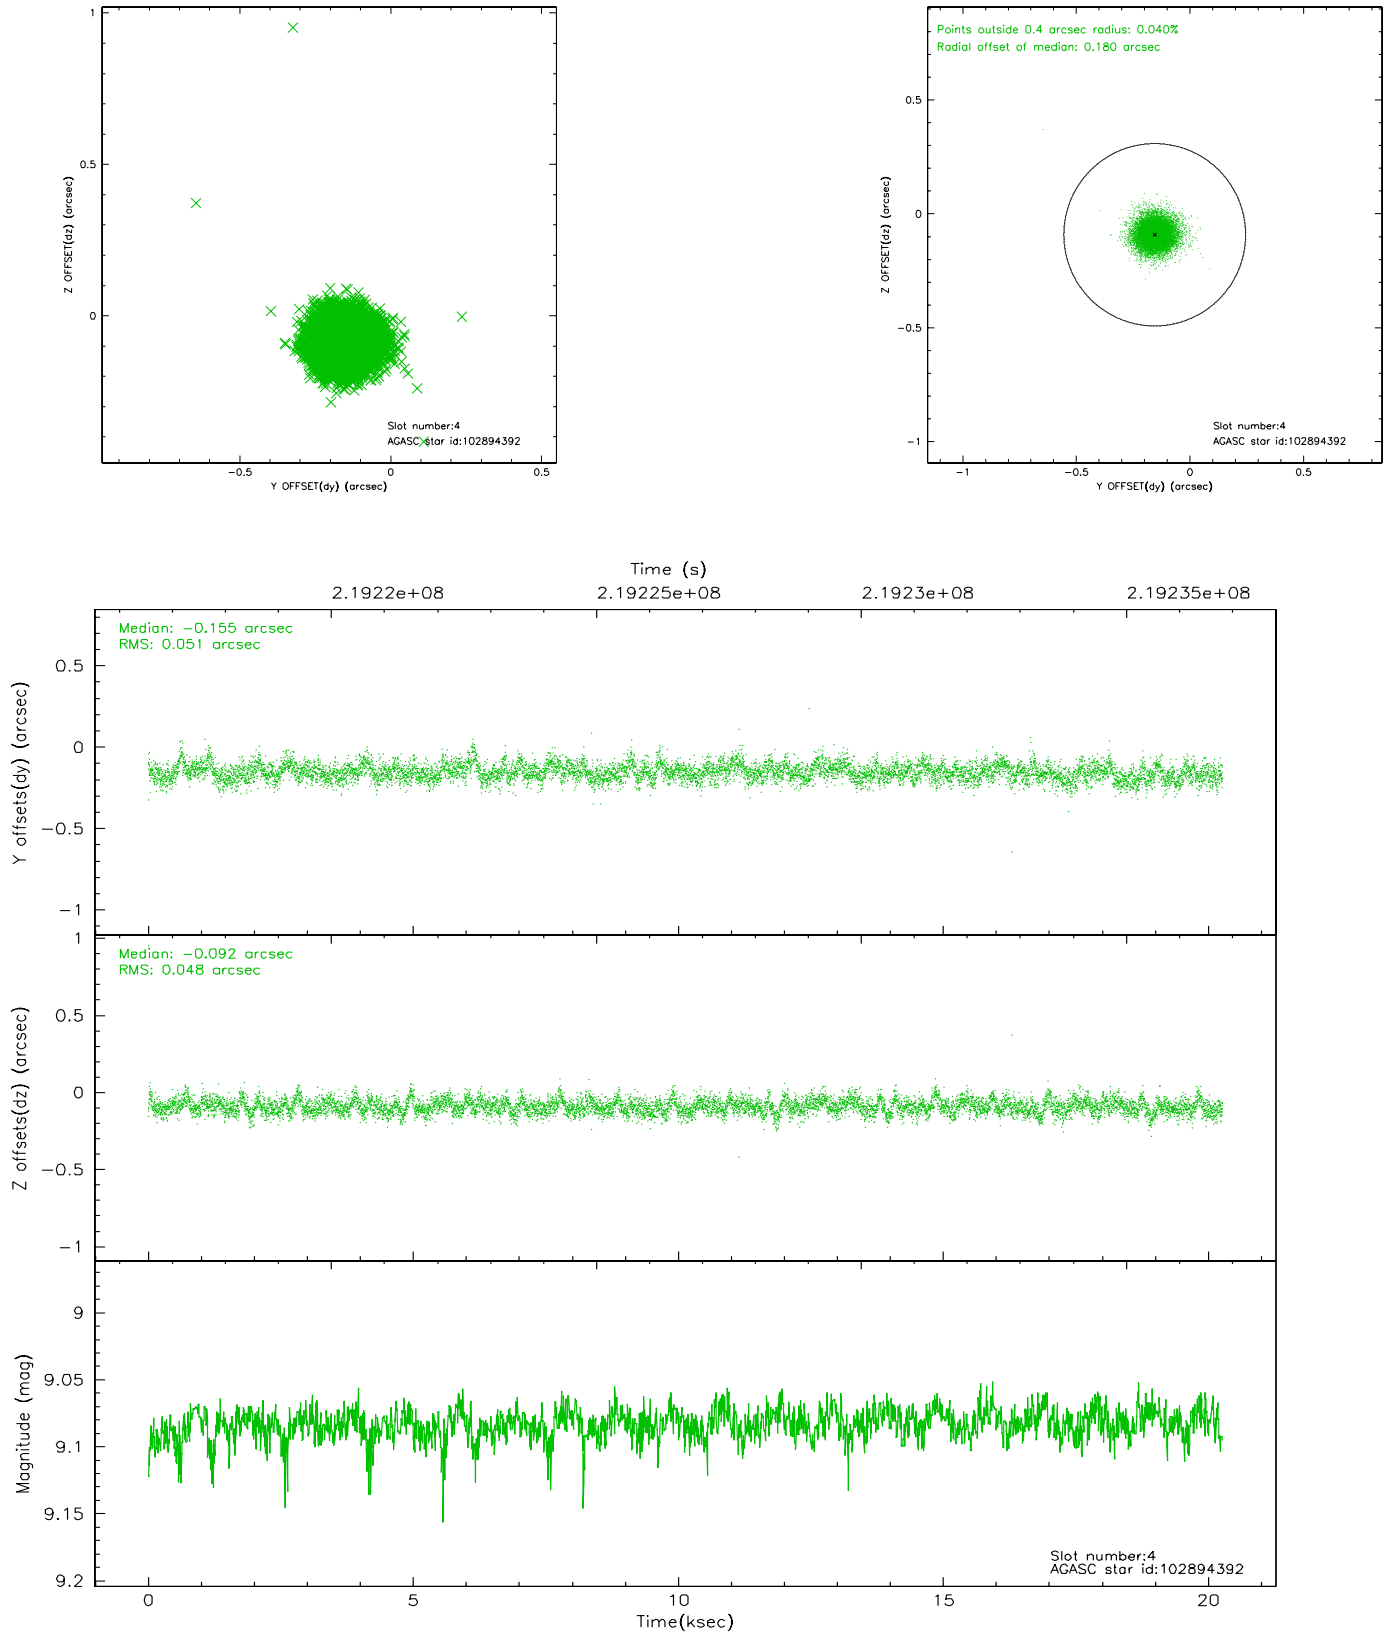 1
0.5
0
Z OFFSET(dz) (arcsec)
Slot number:4
AGASC star id:102894392
−0.5
0
0.5
Y OFFSET(dy) (arcsec)
Points outside 0.4 arcsec radius: 0.040%
Radial offset of median: 0.180 arcsec
0.5
0
−0.5
−1
Z OFFSET(dz) (arcsec)
Slot number:4
AGASC star id:102894392
−1
−0.5
0
0.5
Y OFFSET(dy) (arcsec)
Time (s)
2.1922e+08
2.19225e+08
2.1923e+08
2.19235e+08
Median: −0.155 arcsec
RMS: 0.051 arcsec
0.5
0
−0.5
−1
Y offsets(dy) (arcsec)
Median: −0.092 arcsec
RMS: 0.048 arcsec
1
0.5
0
−0.5
−1
Z offsets(dz) (arcsec)
9
9.05
9.1
9.15
9.2
Magnitude (mag)
Slot number:4
AGASC star id:102894392
0
5
10
15
20
Time(ksec)